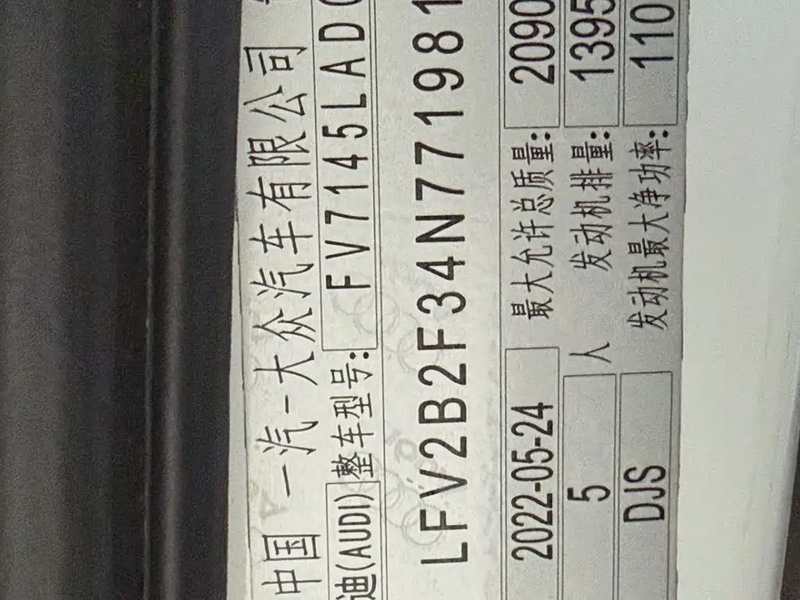 中国 一汽-大众汽车有限公司
迪(AUDI) 整车型号: FV7145LADC
LFV2B2F34N771981
2022-05-24 最大允许总质量: 2090
5 人 发动机排量: 1395
DJS 发动机最大净功率: 110